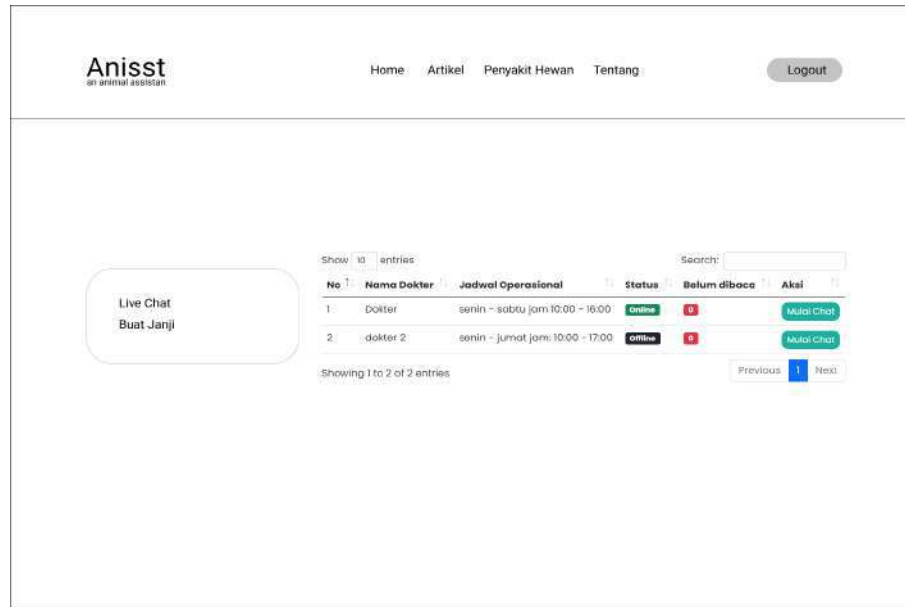 Anisst
an animal assistan
Home Artikel Penyakit Hewan Tentang Logout
Live Chat
Buat Janji
Show 10 entries Search:
No Nama Dokter Jadwal Operasional Status Belum dibaca Aksi
1 Dokter senin - sabtu jam 10:00 - 16:00 Online 0 Mulai Chat
2 dokter 2 senin - jumat jam: 10:00 - 17:00 Offline 0 Mulai Chat
Showing 1 to 2 of 2 entries Previous 1 Next